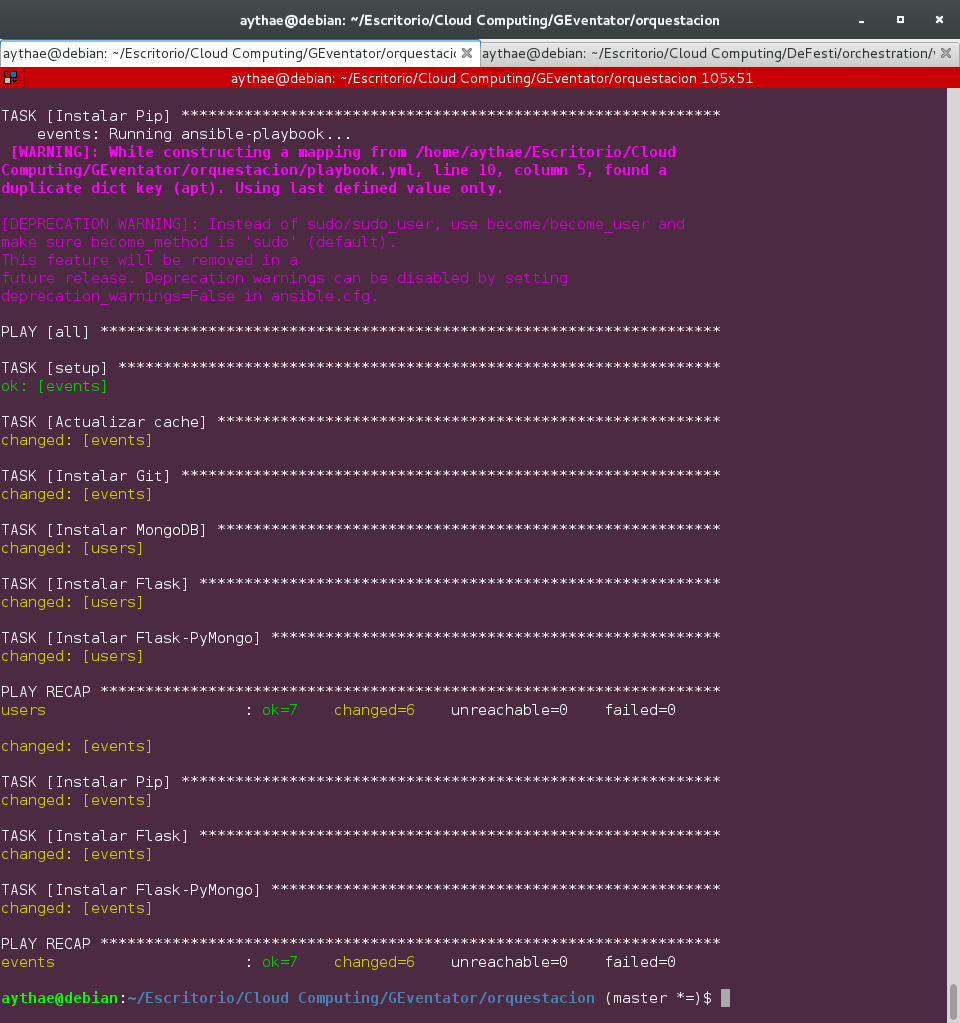 aythae@debian: ~/Escritorio/Cloud Computing/GEventator/orquestacion
aythae@debian: ~/Escritorio/Cloud Computing/GEventator/orquestacio
aythae@debian: ~/Escritorio/Cloud Computing/DeFesti/orchestration/
aythae@debian: ~/Escritorio/Cloud Computing/GEventator/orquestacion 105x51
TASK [Instalar Pip] ************************************************************
    events: Running ansible-playbook...
 [WARNING]: While constructing a mapping from /home/aythae/Escritorio/Cloud
Computing/GEventator/orquestacion/playbook.yml, line 10, column 5, found a
duplicate dict key (apt). Using last defined value only.
[DEPRECATION WARNING]: Instead of sudo/sudo_user, use become/become_user and
make sure become_method is 'sudo' (default).
This feature will be removed in a
future release. Deprecation warnings can be disabled by setting
deprecation_warnings=False in ansible.cfg.
PLAY [all] *********************************************************************
TASK [setup] *******************************************************************
ok: [events]
TASK [Actualizar cache] ********************************************************
changed: [events]
TASK [Instalar Git] ************************************************************
changed: [events]
TASK [Instalar MongoDB] ********************************************************
changed: [users]
TASK [Instalar Flask] **********************************************************
changed: [users]
TASK [Instalar Flask-PyMongo] **************************************************
changed: [users]
PLAY RECAP *********************************************************************
users                      : ok=7    changed=6    unreachable=0    failed=0
changed: [events]
TASK [Instalar Pip] ************************************************************
changed: [events]
TASK [Instalar Flask] **********************************************************
changed: [events]
TASK [Instalar Flask-PyMongo] **************************************************
changed: [events]
PLAY RECAP *********************************************************************
events                     : ok=7    changed=6    unreachable=0    failed=0
aythae@debian:~/Escritorio/Cloud Computing/GEventator/orquestacion (master *=)$